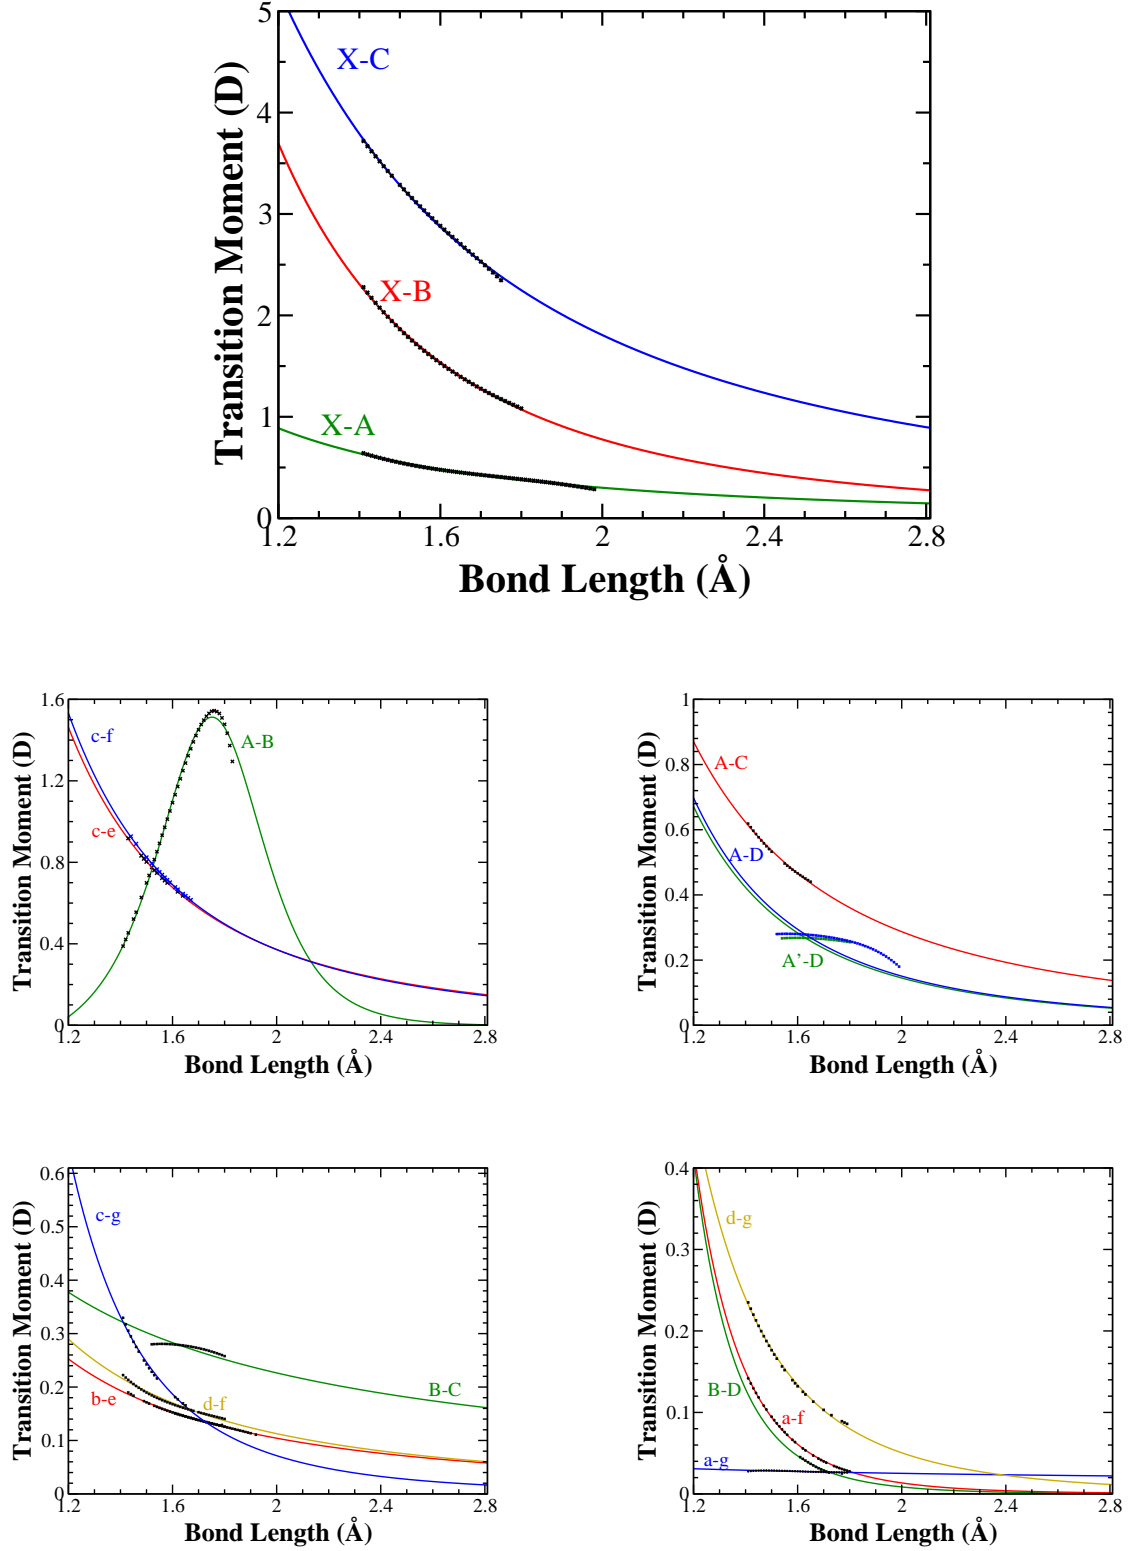 5
4
3
2
1
0
Transition Moment (D)
X-C
X-B
X-A
1.2
1.6
2
2.4
2.8
Bond Length (Å)
1.6
1.2
0.8
0.4
0
Transition Moment (D)
c-f
A-B
c-e
1.2
1.6
2
2.4
2.8
Bond Length (Å)
1
0.8
0.6
0.4
0.2
0
Transition Moment (D)
A-C
A-D
A'-D
1.2
1.6
2
2.4
2.8
Bond Length (Å)
0.6
0.5
0.4
0.3
0.2
0.1
0
Transition Moment (D)
c-g
B-C
b-e
d-f
1.2
1.6
2
2.4
2.8
Bond Length (Å)
0.4
0.3
0.2
0.1
0
Transition Moment (D)
d-g
B-D
a-f
a-g
1.2
1.6
2
2.4
2.8
Bond Length (Å)